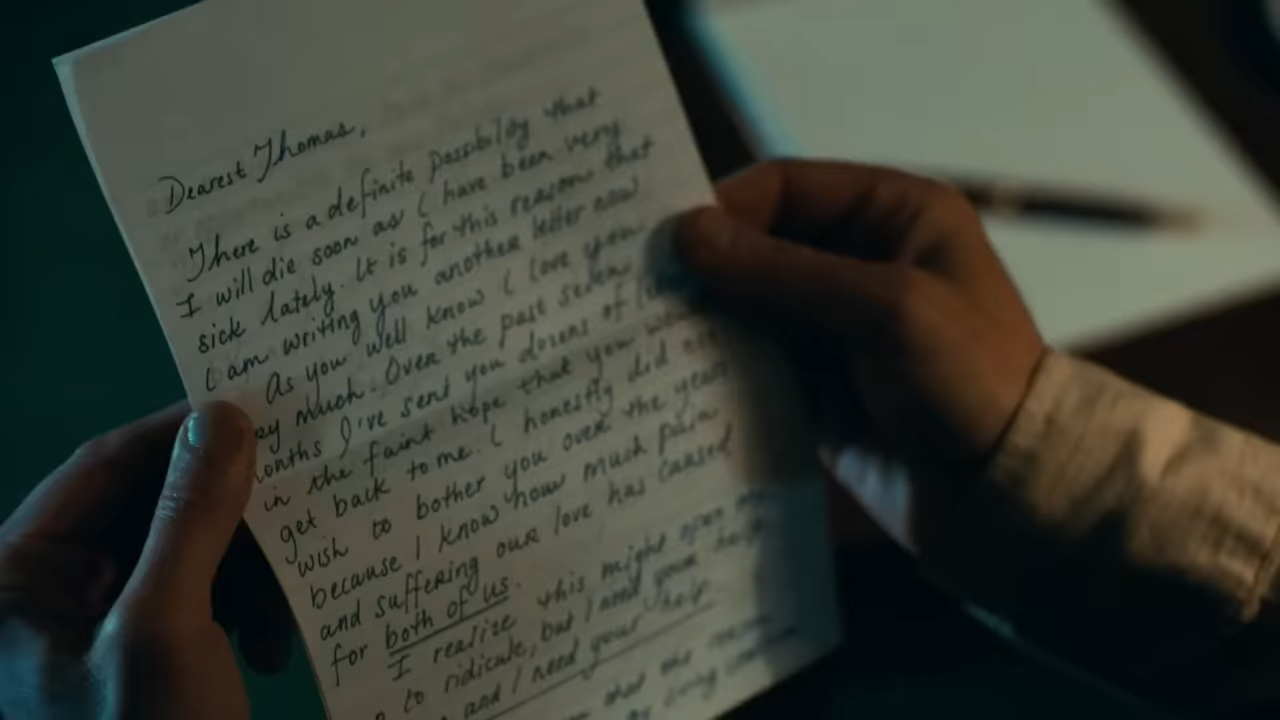 Dearest Thomas,
There is a definite possibility that
I will die soon as I have been very
sick lately. It is for this reason that
I am writing you another letter now
As you well know I love you
much. Over the past seven
months I've sent you dozens of
in the faint hope that you
get back to me. I honestly did
wish to bother you over the years
because I know how much pain
and suffering our love has caused
for both of us.
I realize this might open me
to ridicule, but I need your help
and I need your help.
that the